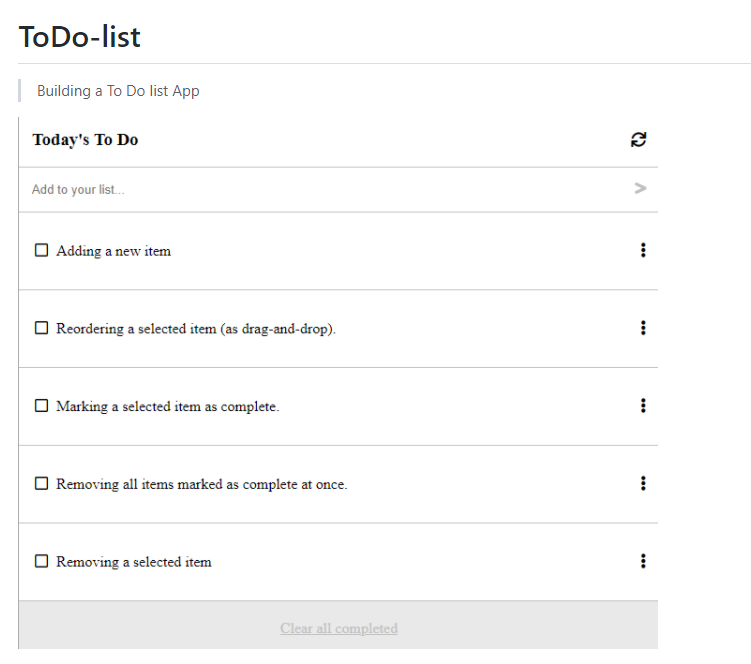 ToDo-list
Building a To Do list App
Today's To Do
Add to your list...
>
Adding a new item
Reordering a selected item (as drag-and-drop).
Marking a selected item as complete.
Removing all items marked as complete at once.
Removing a selected item
Clear all completed